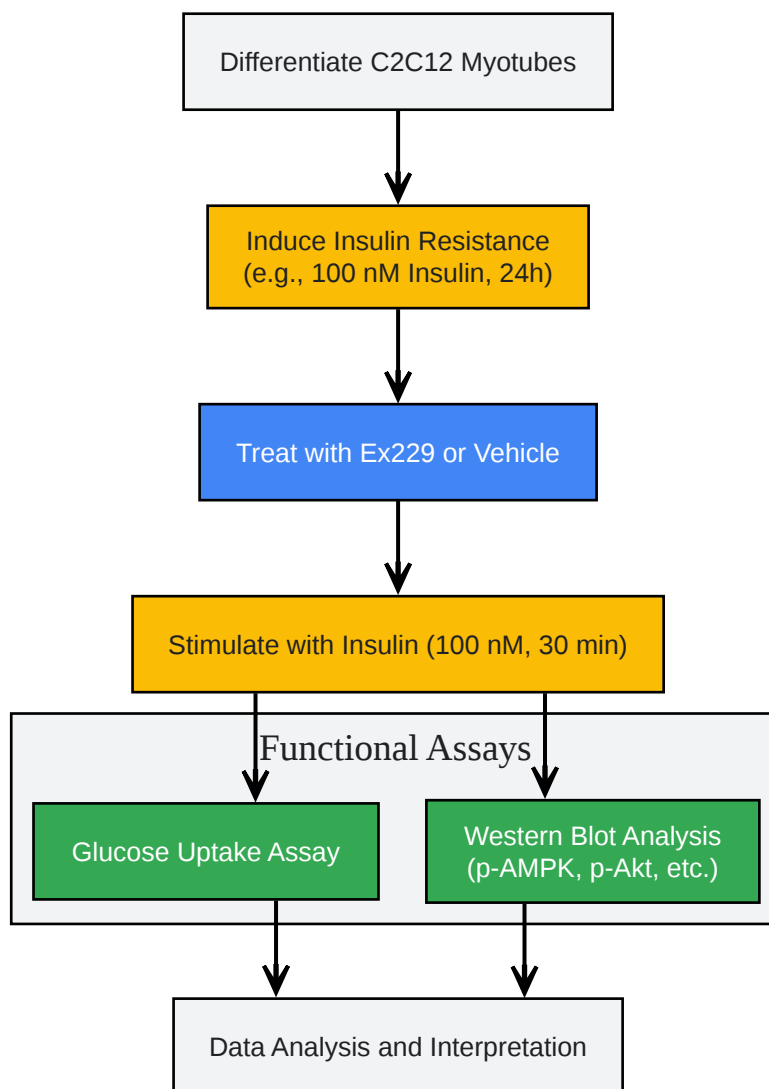 Differentiate C2C12 Myotubes
Induce Insulin Resistance
(e.g., 100 nM Insulin, 24h)
Treat with Ex229 or Vehicle
Stimulate with Insulin (100 nM, 30 min)
Functional Assays
Glucose Uptake Assay
Western Blot Analysis
(p-AMPK, p-Akt, etc.)
Data Analysis and Interpretation